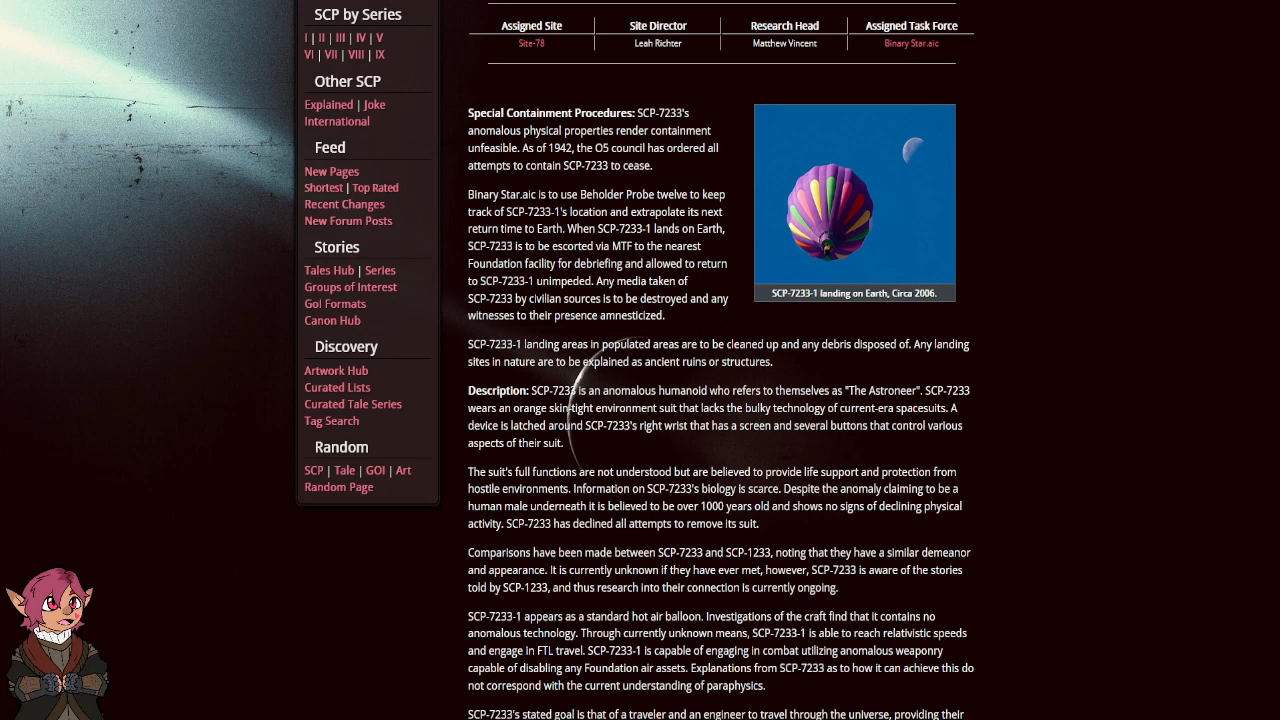 SCP by Series
I | II | III | IV | V
VI | VII | VIII | IX
Other SCP
Explained | Joke
International
Feed
New Pages
Shortest | Top Rated
Recent Changes
New Forum Posts
Stories
Tales Hub | Series
Groups of Interest
GoI Formats
Canon Hub
Discovery
Artwork Hub
Curated Lists
Curated Tale Series
Tag Search
Random
SCP | Tale | GOI | Art
Random Page
Assigned Site Site Director Research Head Assigned Task Force
Site-78 Leah Richter Matthew Vincent Binary Star.aic
Special Containment Procedures: SCP-7233's
anomalous physical properties render containment
unfeasible. As of 1942, the O5 council has ordered all
attempts to contain SCP-7233 to cease.
Binary Star.aic is to use Beholder Probe twelve to keep
track of SCP-7233-1's location and extrapolate its next
return time to Earth. When SCP-7233-1 lands on Earth,
SCP-7233 is to be escorted via MTF to the nearest
Foundation facility for debriefing and allowed to return
to SCP-7233-1 unimpeded. Any media taken of
SCP-7233 by civilian sources is to be destroyed and any
witnesses to their presence amnesticized.
SCP-7233-1 landing on Earth, Circa 2006.
SCP-7233-1 landing areas in populated areas are to be cleaned up and any debris disposed of. Any landing
sites in nature are to be explained as ancient ruins or structures.
Description: SCP-7233 is an anomalous humanoid who refers to themselves as "The Astroneer". SCP-7233
wears an orange skin-tight environment suit that lacks the bulky technology of current-era spacesuits. A
device is latched around SCP-7233's right wrist that has a screen and several buttons that control various
aspects of their suit.
The suit's full functions are not understood but are believed to provide life support and protection from
hostile environments. Information on SCP-7233's biology is scarce. Despite the anomaly claiming to be a
human male underneath it is believed to be over 1000 years old and shows no signs of declining physical
activity. SCP-7233 has declined all attempts to remove its suit.
Comparisons have been made between SCP-7233 and SCP-1233, noting that they have a similar demeanor
and appearance. It is currently unknown if they have ever met, however, SCP-7233 is aware of the stories
told by SCP-1233, and thus research into their connection is currently ongoing.
SCP-7233-1 appears as a standard hot air balloon. Investigations of the craft find that it contains no
anomalous technology. Through currently unknown means, SCP-7233-1 is able to reach relativistic speeds
and engage in FTL travel. SCP-7233-1 is capable of engaging in combat utilizing anomalous weaponry
capable of disabling any Foundation air assets. Explanations from SCP-7233 as to how it can achieve this do
not correspond with the current understanding of paraphysics.
SCP-7233's stated goal is that of a traveler and an engineer to travel through the universe, providing their